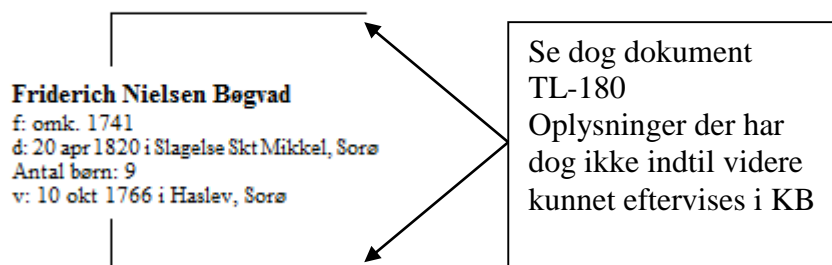 Friderich Nielsen Bøgvad
f: omk. 1741
d: 20 apr 1820 i Slagelse Skt Mikkel, Sorø
Antal børn: 9
v: 10 okt 1766 i Haslev, Sorø
Se dog dokument
TL-180
Oplysninger der har
dog ikke indtil videre
kunnet eftervises i KB